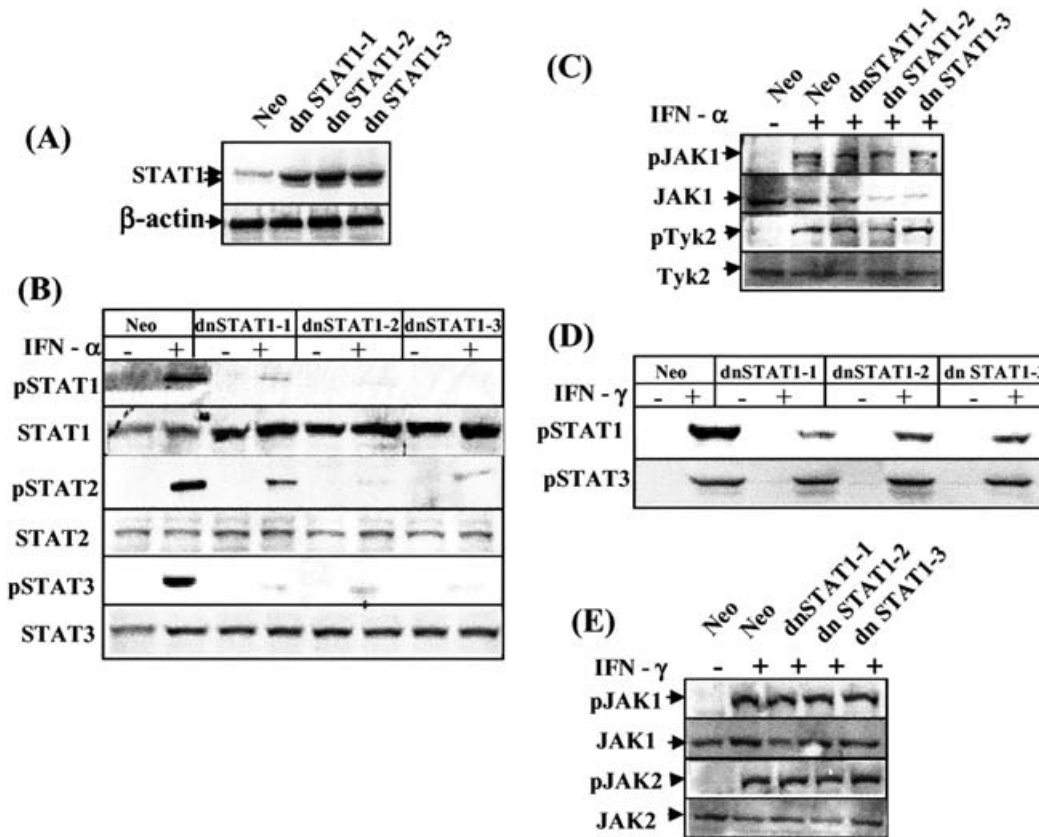 (A)
Neo
dn STAT1-1
dn STAT1-2
dn STAT1-3
STAT1
β-actin
(B)
Neo dnSTAT1-1 dnSTAT1-2 dnSTAT1-3
IFN - α - + - + - + - +
pSTAT1
STAT1
pSTAT2
STAT2
pSTAT3
STAT3
(C)
Neo
Neo
dnSTAT1-1
dn STAT1-2
dn STAT1-3
IFN - α - + + + +
pJAK1
JAK1
pTyk2
Tyk2
(D)
Neo dnSTAT1-1 dnSTAT1-2 dn
IFN - γ - + - + - + - +
pSTAT1
pSTAT3
(E)
Neo
Neo
dnSTAT1-1
dn STAT1-2
dn STAT1-3
IFN - γ - + + + +
pJAK1
JAK1
pJAK2
JAK2